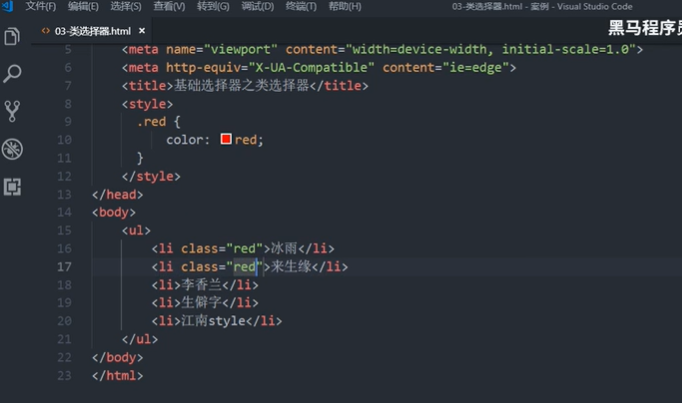 文件(F) 编辑(E) 选择(S) 查看(V) 转到(G) 调试(D) 终端(T) 帮助(H) 03-类选择器.html - 案例 - Visual Studio Code
03-类选择器.html × 黑马程序员
5 <meta name="viewport" content="width=device-width, initial-scale=1.0">
6 <meta http-equiv="X-UA-Compatible" content="ie=edge">
7 <title>基础选择器之类选择器</title>
8 <style>
9 .red {
10 color: red;
11 }
12 </style>
13 </head>
14 <body>
15 <ul>
16 <li class="red">冰雨</li>
17 <li class="red">来生缘</li>
18 <li>李香兰</li>
19 <li>生僻字</li>
20 <li>江南style</li>
21 </ul>
22 </body>
23 </html>